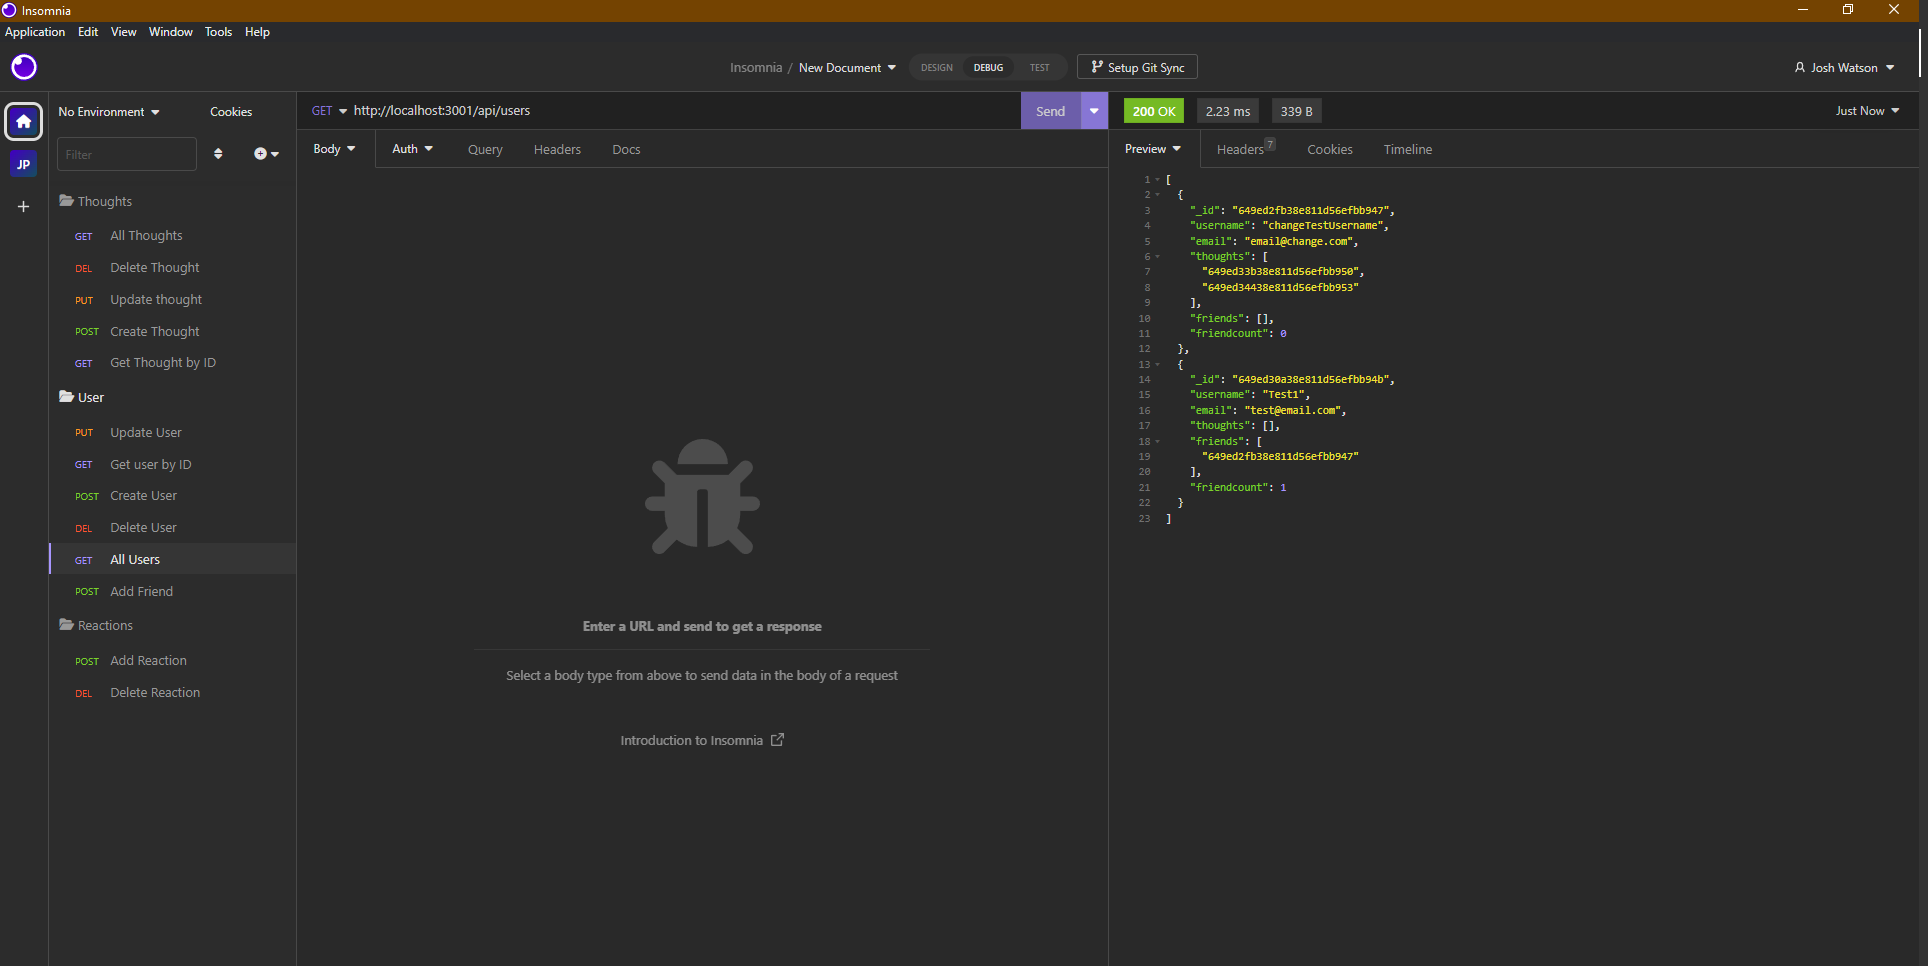 Insomnia
Application Edit View Window Tools Help
Insomnia / New Document DESIGN DEBUG TEST Setup Git Sync Josh Watson
No Environment Cookies
GET http://localhost:3001/api/users Send
200 OK 2.23 ms 339 B Just Now
JP
Filter
Body Auth Query Headers Docs
Preview Headers 7 Cookies Timeline
Thoughts
GET All Thoughts
DEL Delete Thought
PUT Update thought
POST Create Thought
GET Get Thought by ID
User
PUT Update User
GET Get user by ID
POST Create User
DEL Delete User
GET All Users
POST Add Friend
Reactions
POST Add Reaction
DEL Delete Reaction
Enter a URL and send to get a response
Select a body type from above to send data in the body of a request
Introduction to Insomnia
1 [
2 {
3 "_id": "649ed2fb38e811d56efbb947",
4 "username": "changeTestUsername",
5 "email": "email@change.com",
6 "thoughts": [
7 "649ed33b38e811d56efbb950",
8 "649ed34438e811d56efbb953"
9 ],
10 "friends": [],
11 "friendcount": 0
12 },
13 {
14 "_id": "649ed30a38e811d56efbb94b",
15 "username": "Test1",
16 "email": "test@email.com",
17 "thoughts": [],
18 "friends": [
19 "649ed2fb38e811d56efbb947"
20 ],
21 "friendcount": 1
22 }
23 ]